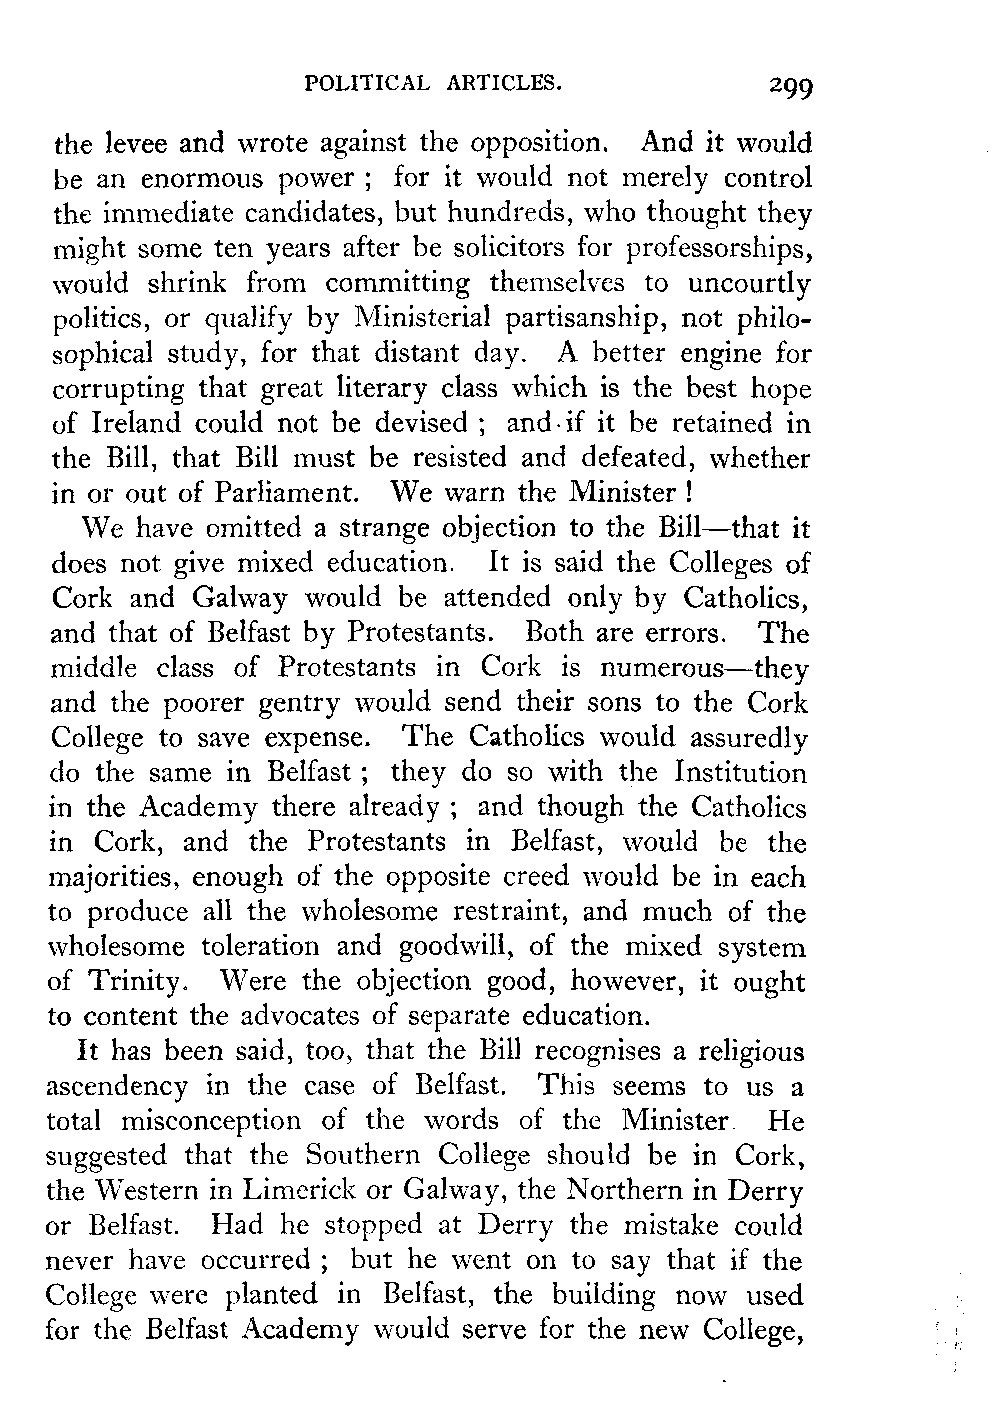 POLITICAL ARTICLES. 299
the levee and wrote against the opposition. And it would
be an enormous power ; for it would not merely control
the immediate candidates, but hundreds, who thought they
might some ten years after be solicitors for professorships,
would shrink from committing themselves to uncourtly
politics, or qualify by Ministerial partisanship, not philo-
sophical study, for that distant day. A better engine for
corrupting that great literary class which is the best hope
of Ireland could not be devised ; and if it be retained in
the Bill, that Bill must be resisted and defeated, whether
in or out of Parliament. We warn the Minister !
We have omitted a strange objection to the Bill—that it
does not give mixed education. It is said the Colleges of
Cork and Galway would be attended only by Catholics,
and that of Belfast by Protestants. Both are errors. The
middle class of Protestants in Cork is numerous—they
and the poorer gentry would send their sons to the Cork
College to save expense. The Catholics would assuredly
do the same in Belfast ; they do so with the Institution
in the Academy there already ; and though the Catholics
in Cork, and the Protestants in Belfast, would be the
majorities, enough of the opposite creed would be in each
to produce all the wholesome restraint, and much of the
wholesome toleration and goodwill, of the mixed system
of Trinity. Were the objection good, however, it ought
to content the advocates of separate education.
It has been said, too, that the Bill recognises a religious
ascendency in the case of Belfast. This seems to us a
total misconception of the words of the Minister. He
suggested that the Southern College should be in Cork,
the Western in Limerick or Galway, the Northern in Derry
or Belfast. Had he stopped at Derry the mistake could
never have occurred ; but he went on to say that if the
College were planted in Belfast, the building now used
for the Belfast Academy would serve for the new College,